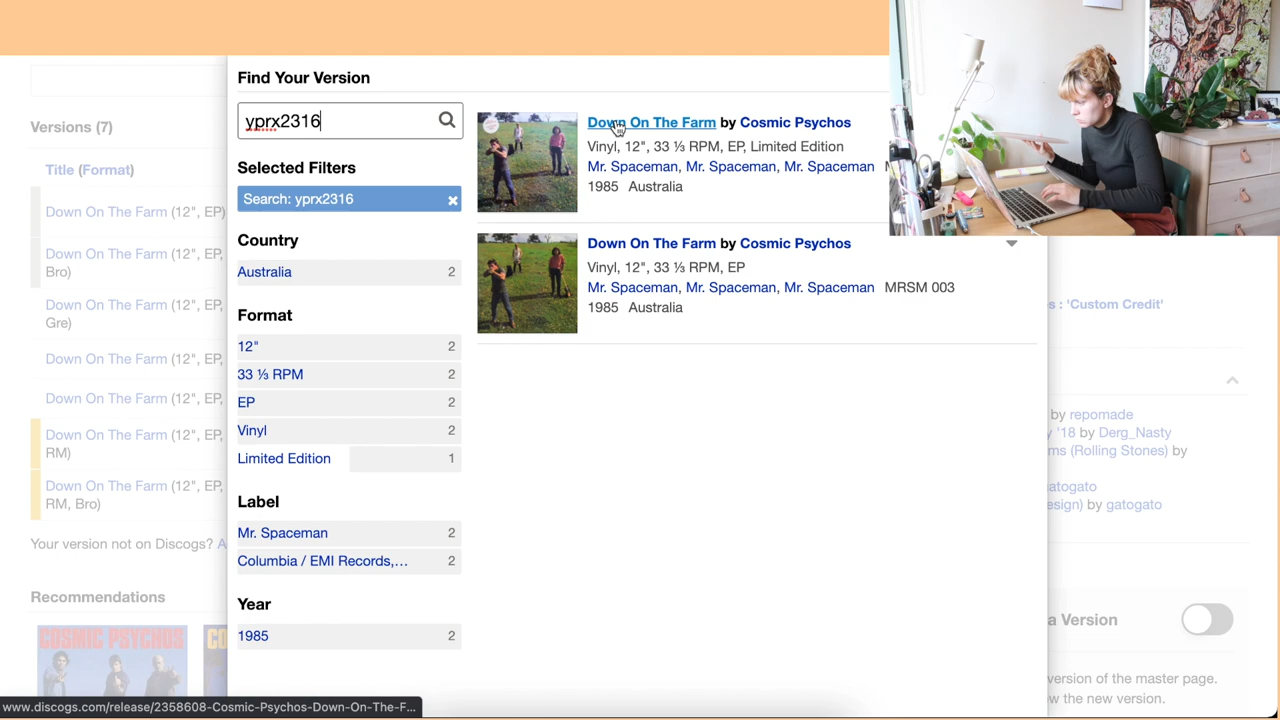 Find Your Version
yprx2316
Selected Filters
Search: yprx2316 ×
Country
Australia 2
Format
12" 2
33 ⅓ RPM 2
EP 2
Vinyl 2
Limited Edition 1
Label
Mr. Spaceman 2
Columbia / EMI Records,... 2
Year
1985 2
Down On The Farm by Cosmic Psychos
Vinyl, 12", 33 ⅓ RPM, EP, Limited Edition
Mr. Spaceman, Mr. Spaceman, Mr. Spaceman
1985 Australia
Down On The Farm by Cosmic Psychos
Vinyl, 12", 33 ⅓ RPM, EP
Mr. Spaceman, Mr. Spaceman, Mr. Spaceman MRSM 003
1985 Australia
Versions (7)
Title (Format)
Down On The Farm (12", EP)
Down On The Farm (12", EP,
Bro)
Down On The Farm (12", EP,
Gre)
Down On The Farm (12", EP,
Down On The Farm (12", EP,
Down On The Farm (12", EP,
RM)
Down On The Farm (12", EP,
RM, Bro)
Your version not on Discogs? A
Recommendations
COSMIC PSYCHOS
CO
s : 'Custom Credit'
by repomade
'18 by Derg_Nasty
ms (Rolling Stones) by
gatogato
esign) by gatogato
a Version
version of the master page.
w the new version.
www.discogs.com/release/2358608-Cosmic-Psychos-Down-On-The-F...